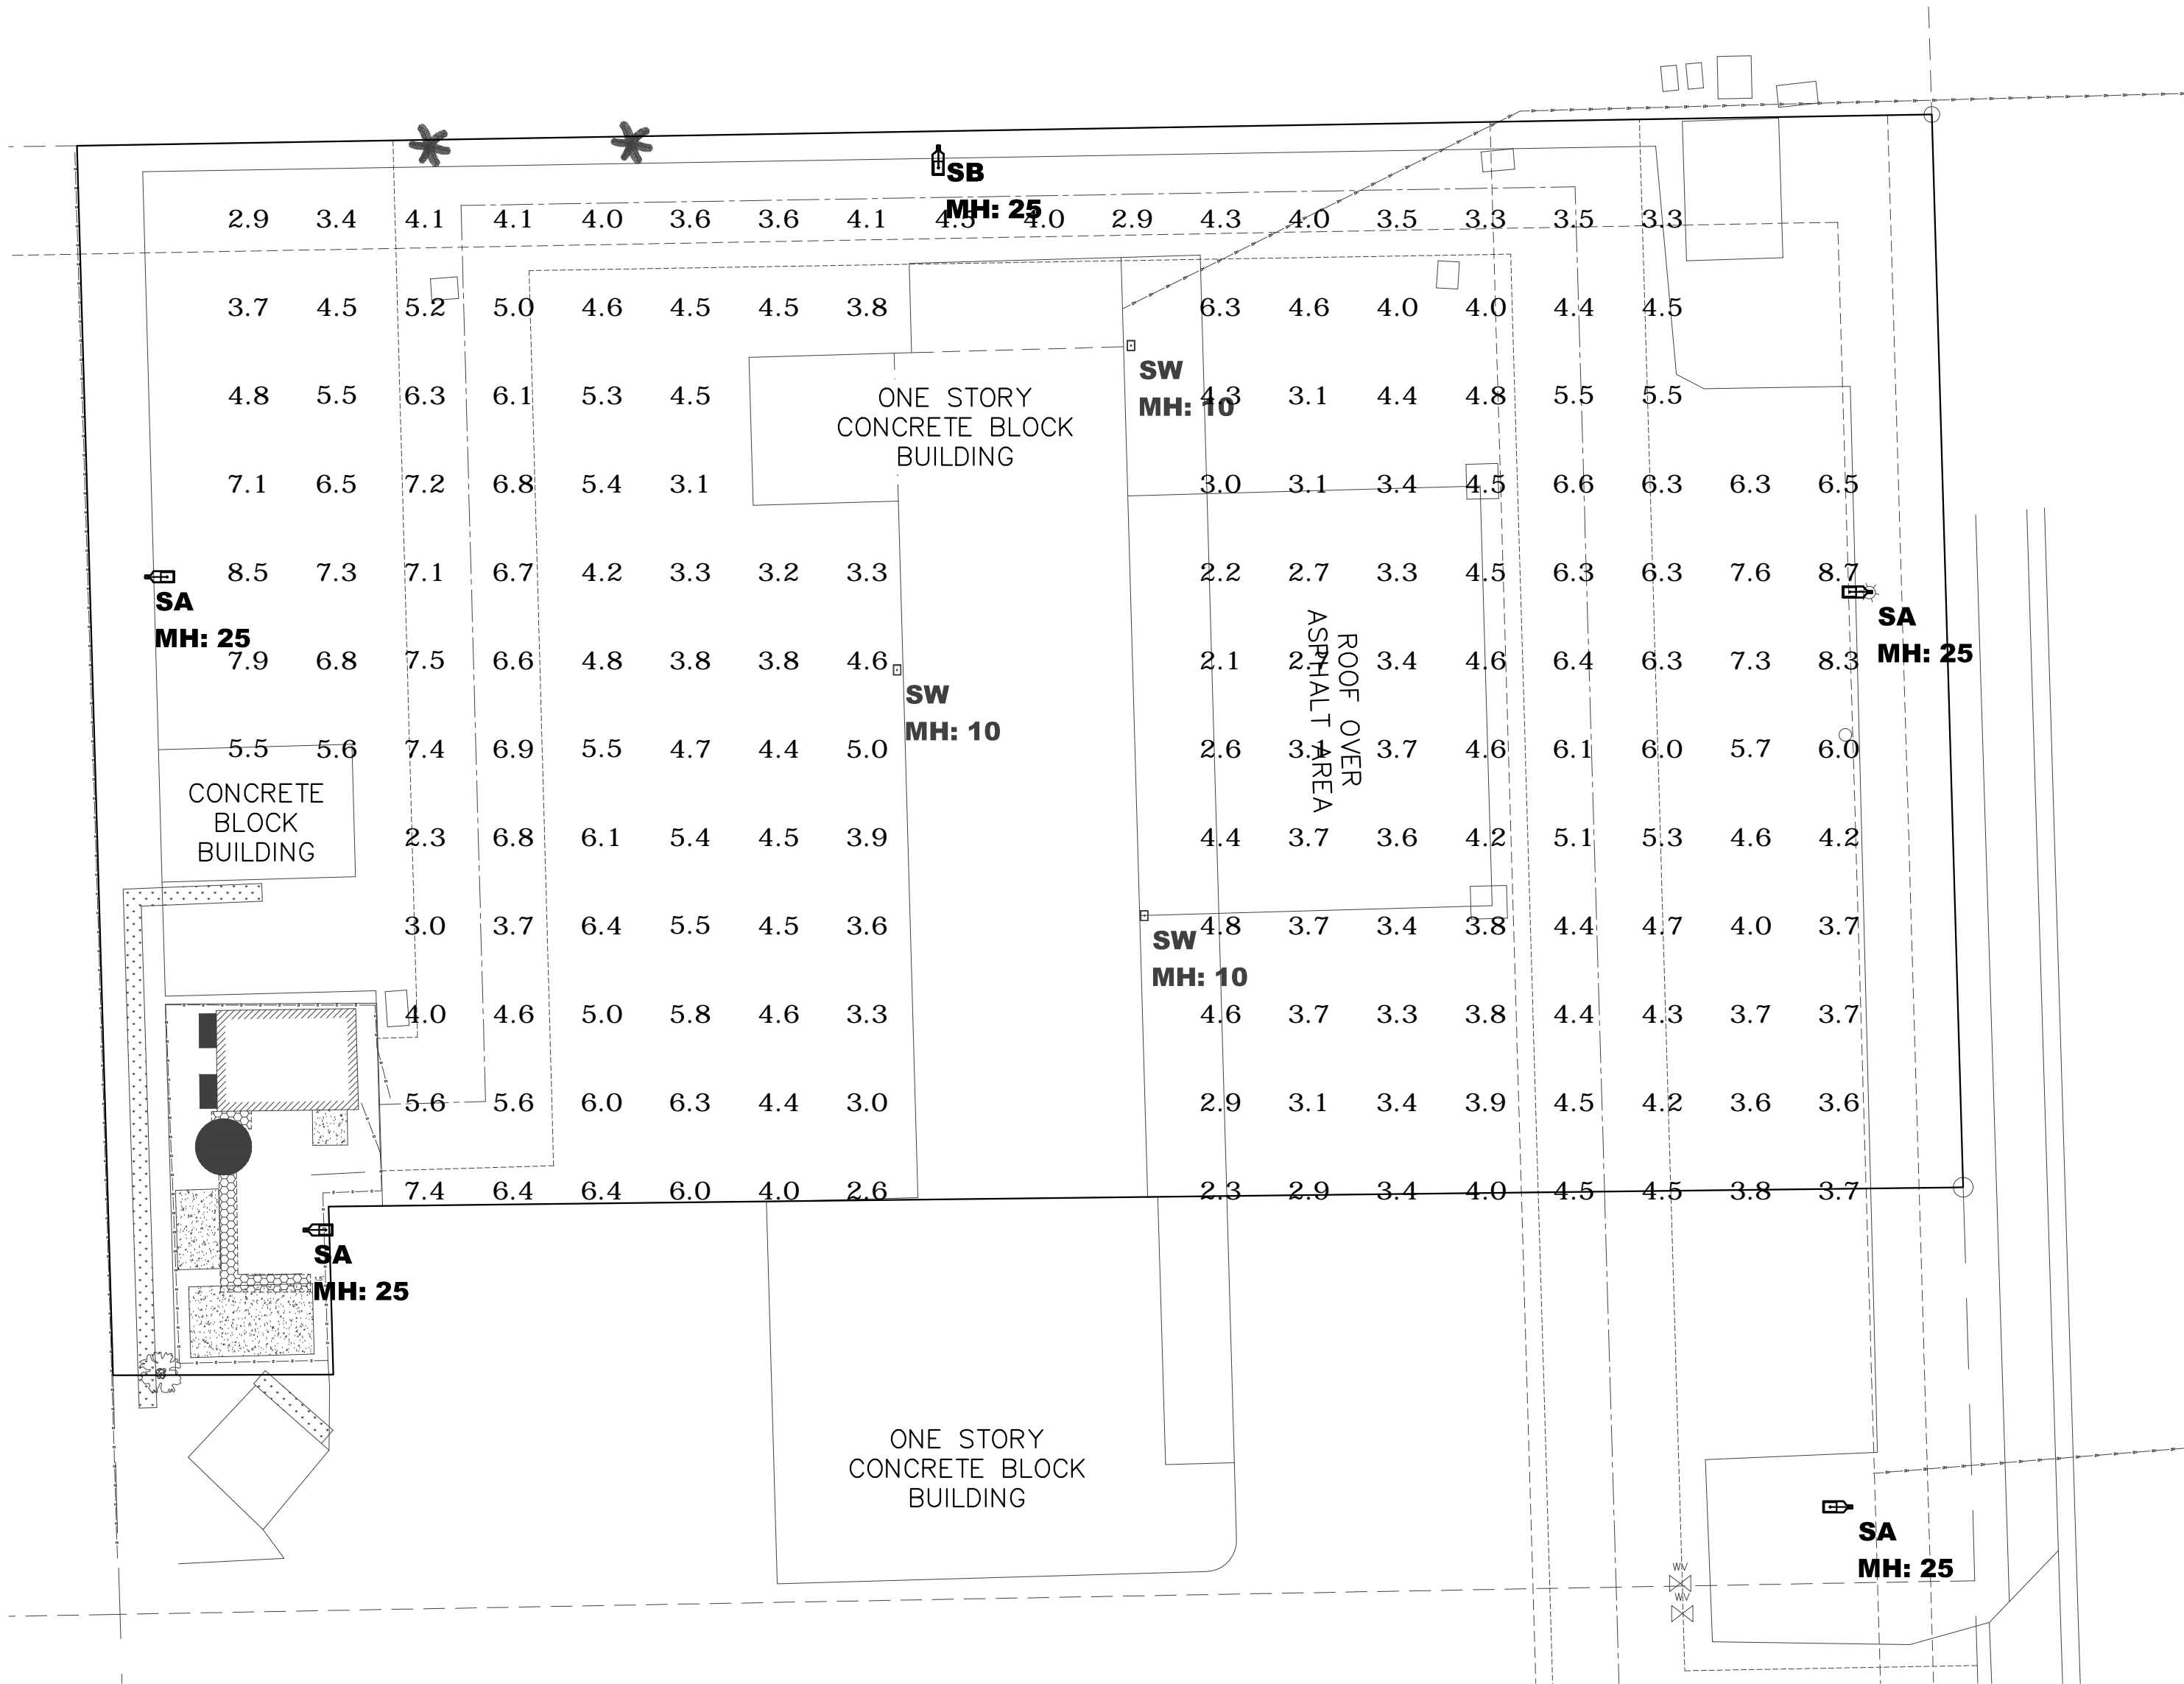 SB
MH: 25
2.9 3.4 4.1 4.1 4.0 3.6 3.6 4.1 4.5 4.0 2.9 4.3 4.0 3.5 3.3 3.5 3.3
3.7 4.5 5.2 5.0 4.6 4.5 4.5 3.8 6.3 4.6 4.0 4.0 4.4 4.5
SW
MH: 10
4.8 5.5 6.3 6.1 5.3 4.5 4.3 3.1 4.4 4.8 5.5 5.5
ONE STORY
CONCRETE BLOCK
BUILDING
7.1 6.5 7.2 6.8 5.4 3.1 3.0 3.1 3.4 4.5 6.6 6.3 6.3 6.5
8.5 7.3 7.1 6.7 4.2 3.3 3.2 3.3 2.2 2.7 3.3 4.5 6.3 6.3 7.6 8.7
SA
MH: 25
SA
MH: 25
7.9 6.8 7.5 6.6 4.8 3.8 3.8 4.6 2.1 2.7 3.4 4.6 6.4 6.3 7.3 8.3
SW
MH: 10
ROOF OVER
ASPHALT AREA
5.5 5.6 7.4 6.9 5.5 4.7 4.4 5.0 2.6 3.1 3.7 4.6 6.1 6.0 5.7 6.0
CONCRETE
BLOCK
BUILDING
2.3 6.8 6.1 5.4 4.5 3.9 4.4 3.7 3.6 4.2 5.1 5.3 4.6 4.2
3.0 3.7 6.4 5.5 4.5 3.6 4.8 3.7 3.4 3.8 4.4 4.7 4.0 3.7
SW
MH: 10
4.0 4.6 5.0 5.8 4.6 3.3 4.6 3.7 3.3 3.8 4.4 4.3 3.7 3.7
5.6 5.6 6.0 6.3 4.4 3.0 2.9 3.1 3.4 3.9 4.5 4.2 3.6 3.6
7.4 6.4 6.4 6.0 4.0 2.6 2.3 2.9 3.4 4.0 4.5 4.5 3.8 3.7
SA
MH: 25
ONE STORY
CONCRETE BLOCK
BUILDING
SA
MH: 25
WV
WV